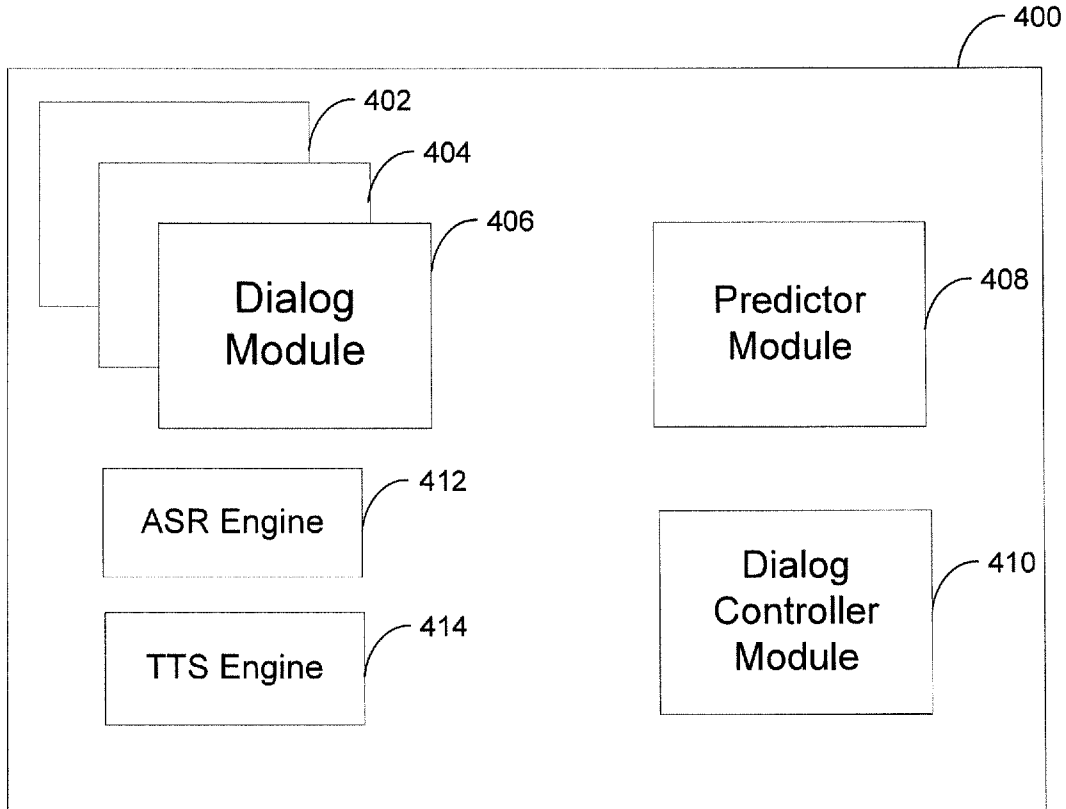 400
402
404
406
Dialog
Module
Predictor
Module
408
412
ASR Engine
Dialog
Controller
Module
410
414
TTS Engine